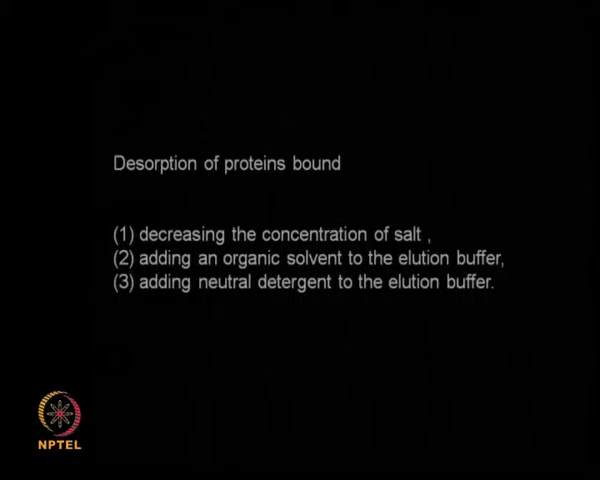 Desorption of proteins bound
(1) decreasing the concentration of salt ,
(2) adding an organic solvent to the elution buffer,
(3) adding neutral detergent to the elution buffer.
NPTEL